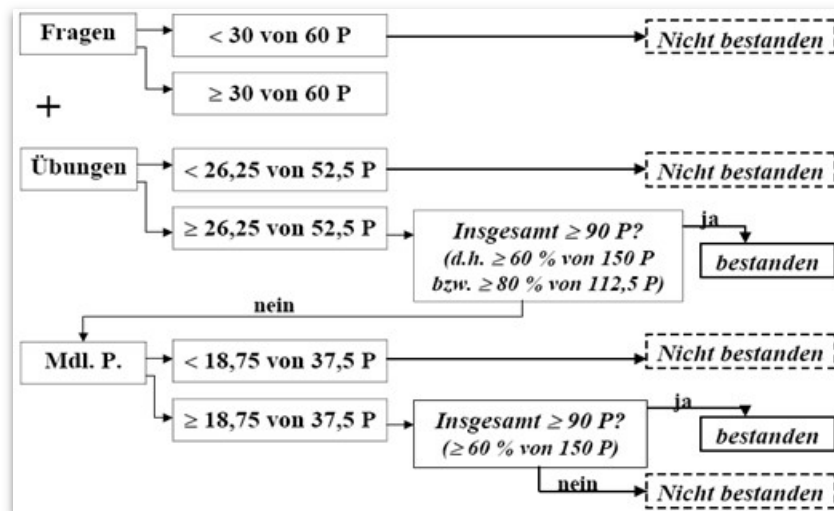 Fragen
< 30 von 60 P
Nicht bestanden
≥ 30 von 60 P
+
Übungen
< 26,25 von 52,5 P
Nicht bestanden
≥ 26,25 von 52,5 P
Insgesamt ≥ 90 P?
(d.h. ≥ 60 % von 150 P
bzw. ≥ 80 % von 112,5 P)
ja
bestanden
nein
Mdl. P.
< 18,75 von 37,5 P
Nicht bestanden
≥ 18,75 von 37,5 P
Insgesamt ≥ 90 P?
(≥ 60 % von 150 P)
ja
bestanden
nein
Nicht bestanden